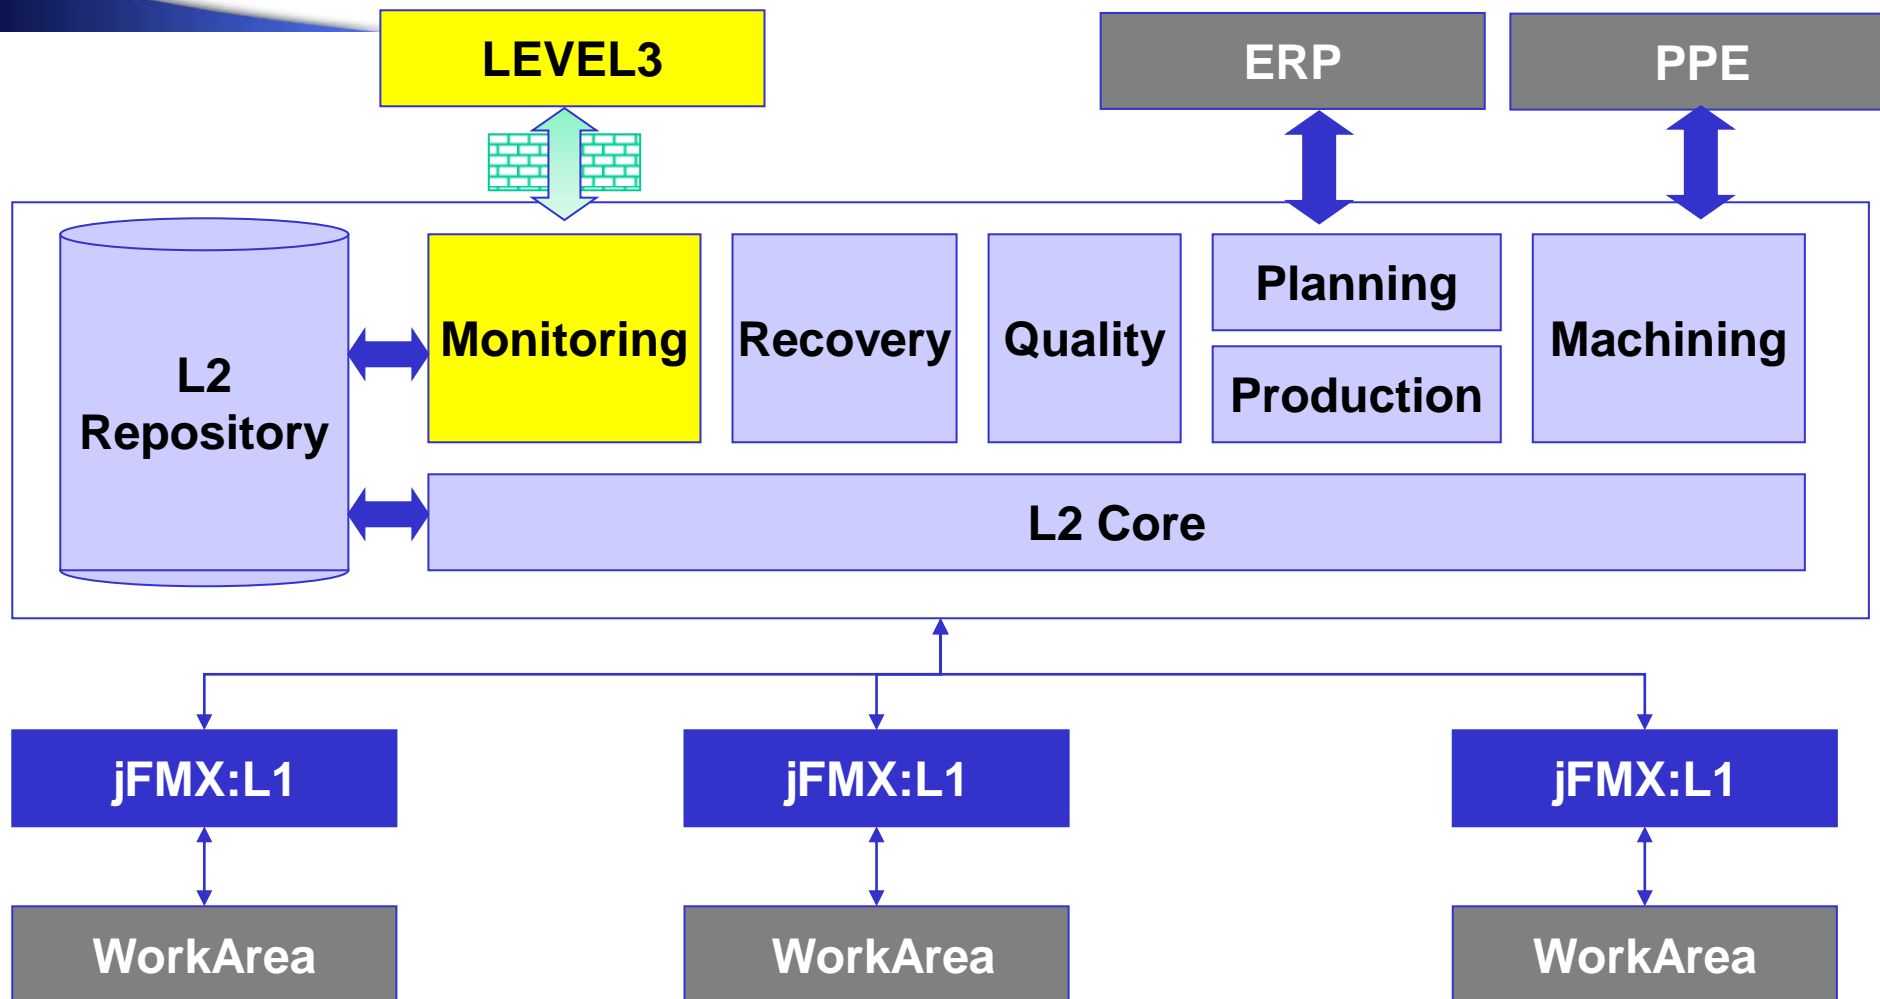 LEVEL3
ERP
PPE
L2
Repository
Monitoring
Recovery
Quality
Planning
Production
Machining
L2 Core
jFMX:L1
jFMX:L1
jFMX:L1
WorkArea
WorkArea
WorkArea